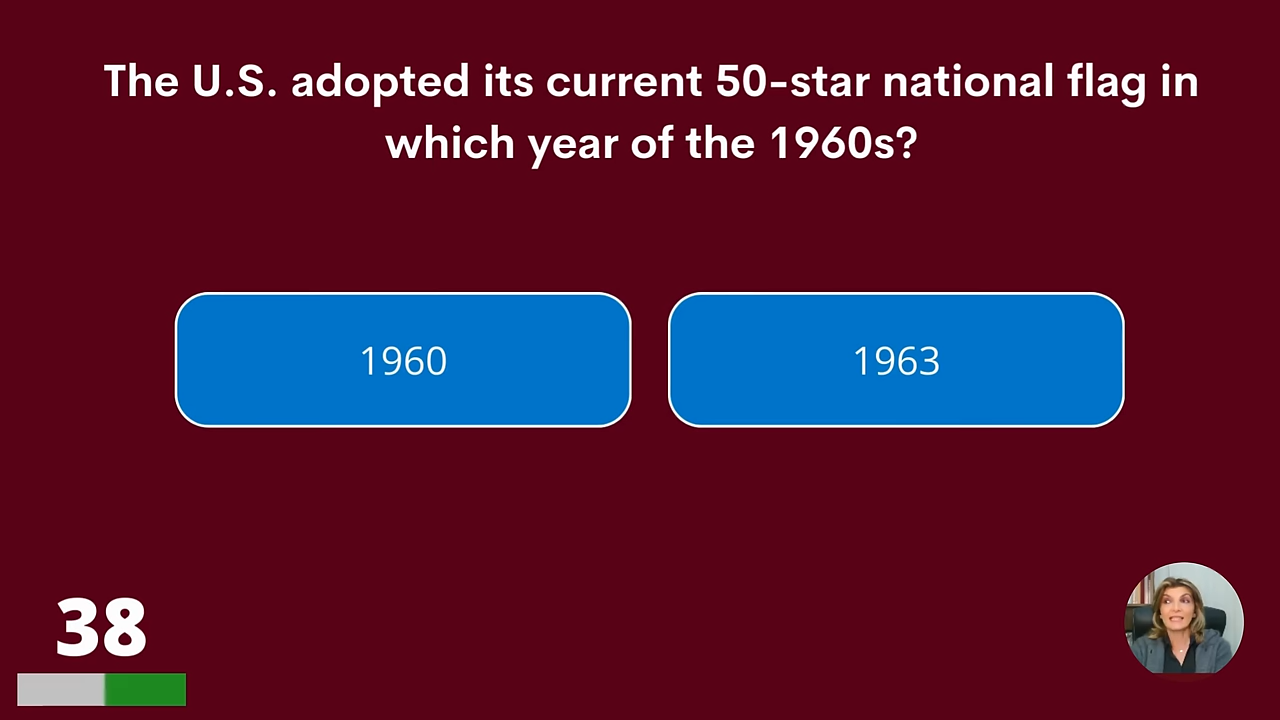 The U.S. adopted its current 50-star national flag in
which year of the 1960s?
1960
1963
38